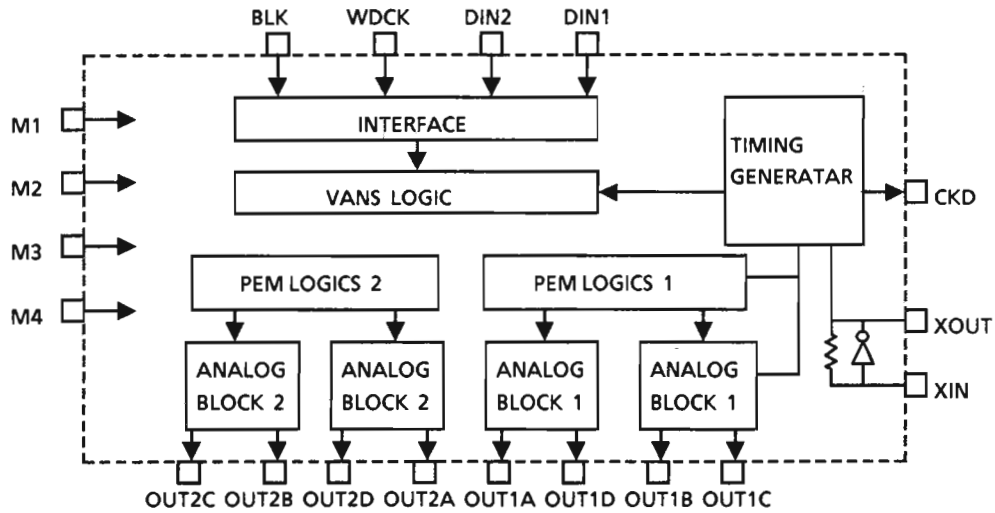 BLK WDCK DIN2 DIN1
M1
INTERFACE
TIMING
GENERATAR
M2
VANS LOGIC
CKD
M3
PEM LOGICS 2
PEM LOGICS 1
M4
XOUT
ANALOG
BLOCK 2
ANALOG
BLOCK 2
ANALOG
BLOCK 1
ANALOG
BLOCK 1
XIN
OUT2C OUT2B OUT2D OUT2A OUT1A OUT1D OUT1B OUT1C